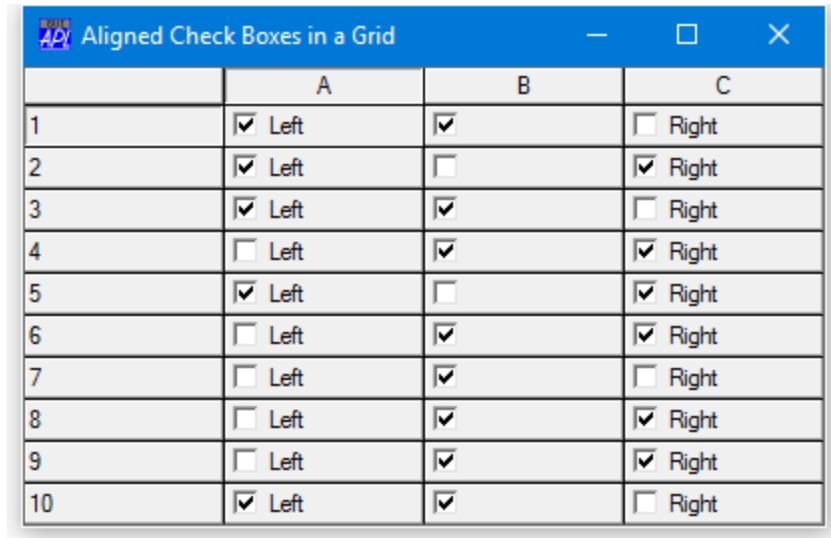 APL Aligned Check Boxes in a Grid
A B C
1 Left Right
2 Left Right
3 Left Right
4 Left Right
5 Left Right
6 Left Right
7 Left Right
8 Left Right
9 Left Right
10 Left Right